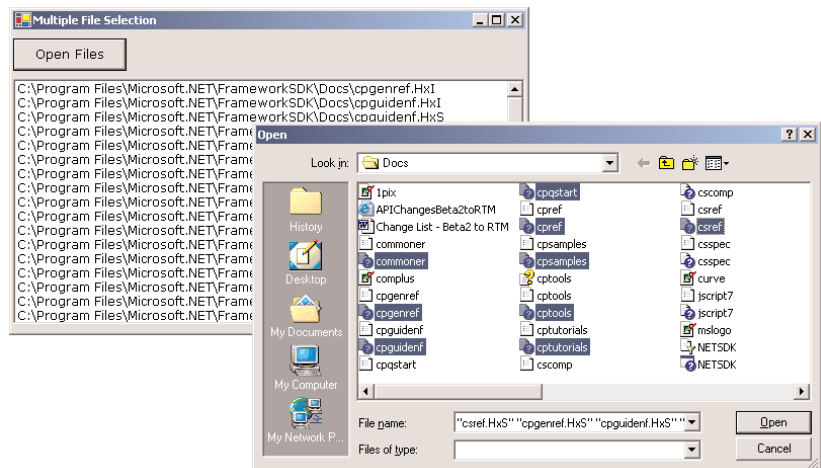 Multiple File Selection
Open Files
C:\Program Files\Microsoft.NET\FrameworkSDK\Docs\cpgenref.HxI
C:\Program Files\Microsoft.NET\FrameworkSDK\Docs\cpguidenf.HxI
C:\Program Files\Microsoft.NET\FrameworkSDK\Docs\cpguidenf.HxS
C:\Program Files\Microsoft.NET\Frame
C:\Program Files\Microsoft.NET\Frame
C:\Program Files\Microsoft.NET\Frame
C:\Program Files\Microsoft.NET\Frame
C:\Program Files\Microsoft.NET\Frame
C:\Program Files\Microsoft.NET\Frame
C:\Program Files\Microsoft.NET\Frame
C:\Program Files\Microsoft.NET\Frame
C:\Program Files\Microsoft.NET\Frame
C:\Program Files\Microsoft.NET\Frame
C:\Program Files\Microsoft.NET\Frame
C:\Program Files\Microsoft.NET\Frame
C:\Program Files\Microsoft.NET\Frame
C:\Program Files\Microsoft.NET\Frame
Open
Look in:
Docs
History
Desktop
My Documents
My Computer
My Network P...
1pix
APIChangesBeta2toRTM
Change List - Beta2 to RTM
commoner
commoner
complus
cpgenref
cpgenref
cpguidenf
cpguidenf
cpqstart
cpqstart
cpref
cpref
cpsamples
cpsamples
cptools
cptools
cptools
cptutorials
cptutorials
cscomp
cscomp
csref
csref
csspec
csspec
curve
jscript7
jscript7
mslogo
NETSDK
NETSDK
File name:
"csref.HxS" "cpgenref.HxS" "cpguidenf.HxS" "
Open
Files of type:
Cancel